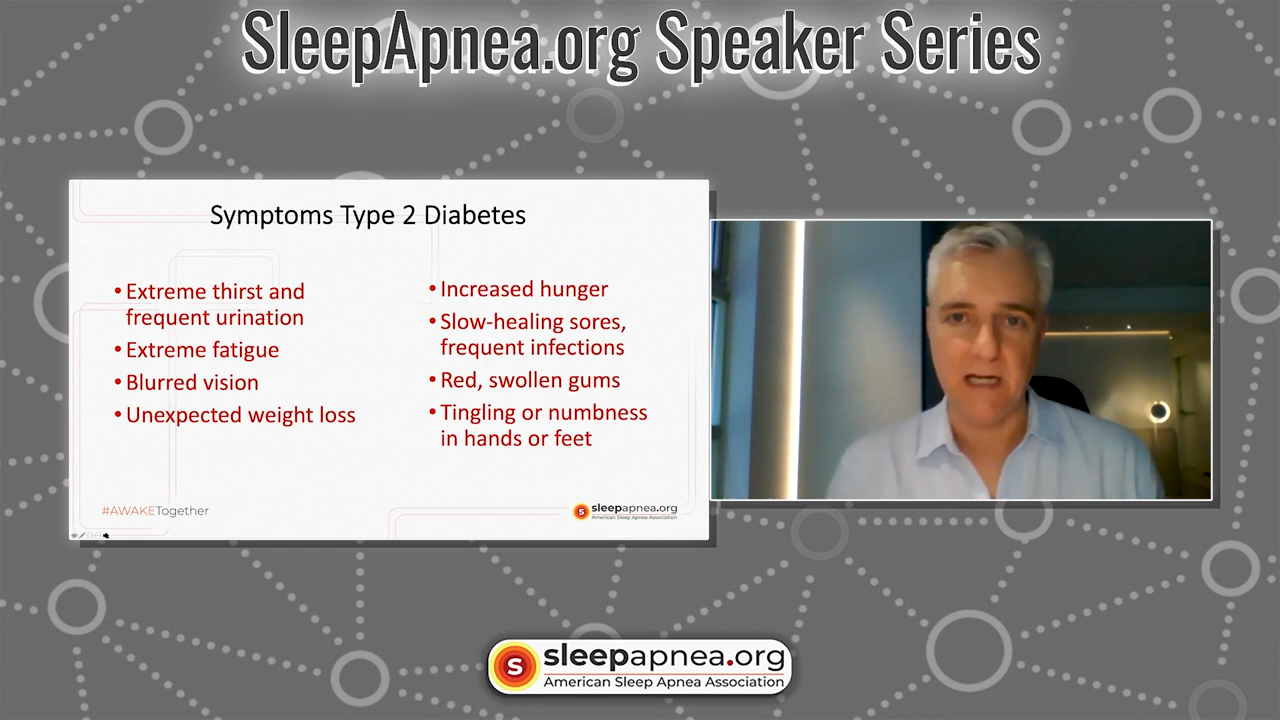 SleepApnea.org Speaker Series
Symptoms Type 2 Diabetes
• Extreme thirst and
frequent urination
• Extreme fatigue
• Blurred vision
• Unexpected weight loss
• Increased hunger
• Slow-healing sores,
frequent infections
• Red, swollen gums
• Tingling or numbness
in hands or feet
#AWAKETogether
S sleepapnea.org
American Sleep Apnea Association
S sleepapnea.org
American Sleep Apnea Association